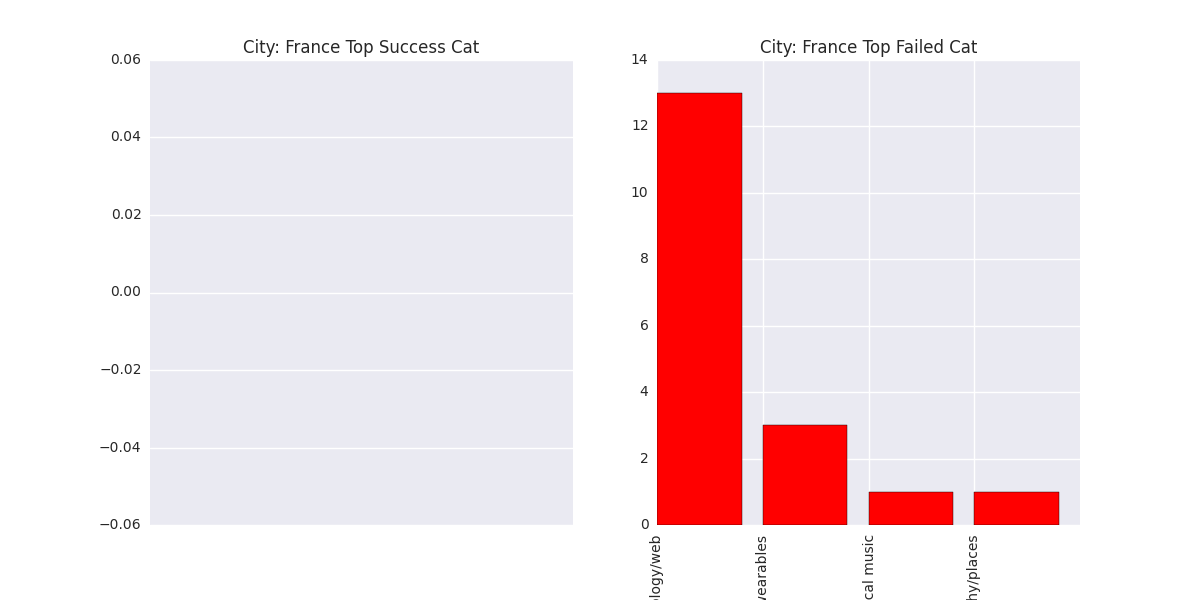 City: France Top Success Cat
0.06
0.04
0.02
0.00
−0.02
−0.04
−0.06
City: France Top Failed Cat
14
12
10
8
6
4
2
0
ology/web
wearables
cal music
hy/places